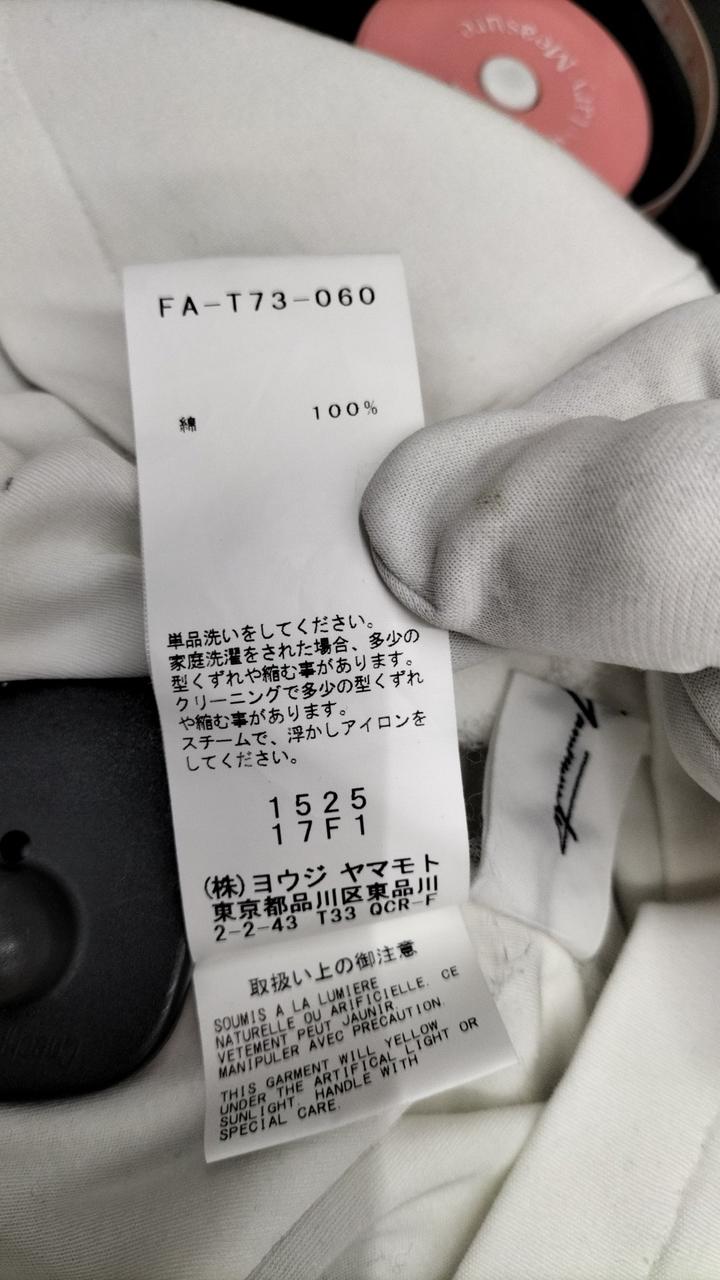 Measure
FA-T73-060
綿 100%
単品洗いをしてください。
家庭洗濯をされた場合、多少の
型くずれや縮む事があります。
クリーニングで多少の型くずれ
や縮む事があります。
スチームで、浮かしアイロンを
してください。
1525
17F1
(株)ヨウジ ヤマモト
東京都品川区東品川
2-2-43 T33 QCR-F
取扱い上の御注意
SOUMIS A LA LUMIERE
NATURELLE OU ARIFICIELLE. CE
VETEMENT PEUT JAUNIR.
MANIPULER AVEC PRECAUTION.
THIS GARMENT WILL YELLOW
UNDER THE ARTIFICAL LIGHT OR
SUNLIGHT. HANDLE WITH
SPECIAL CARE.